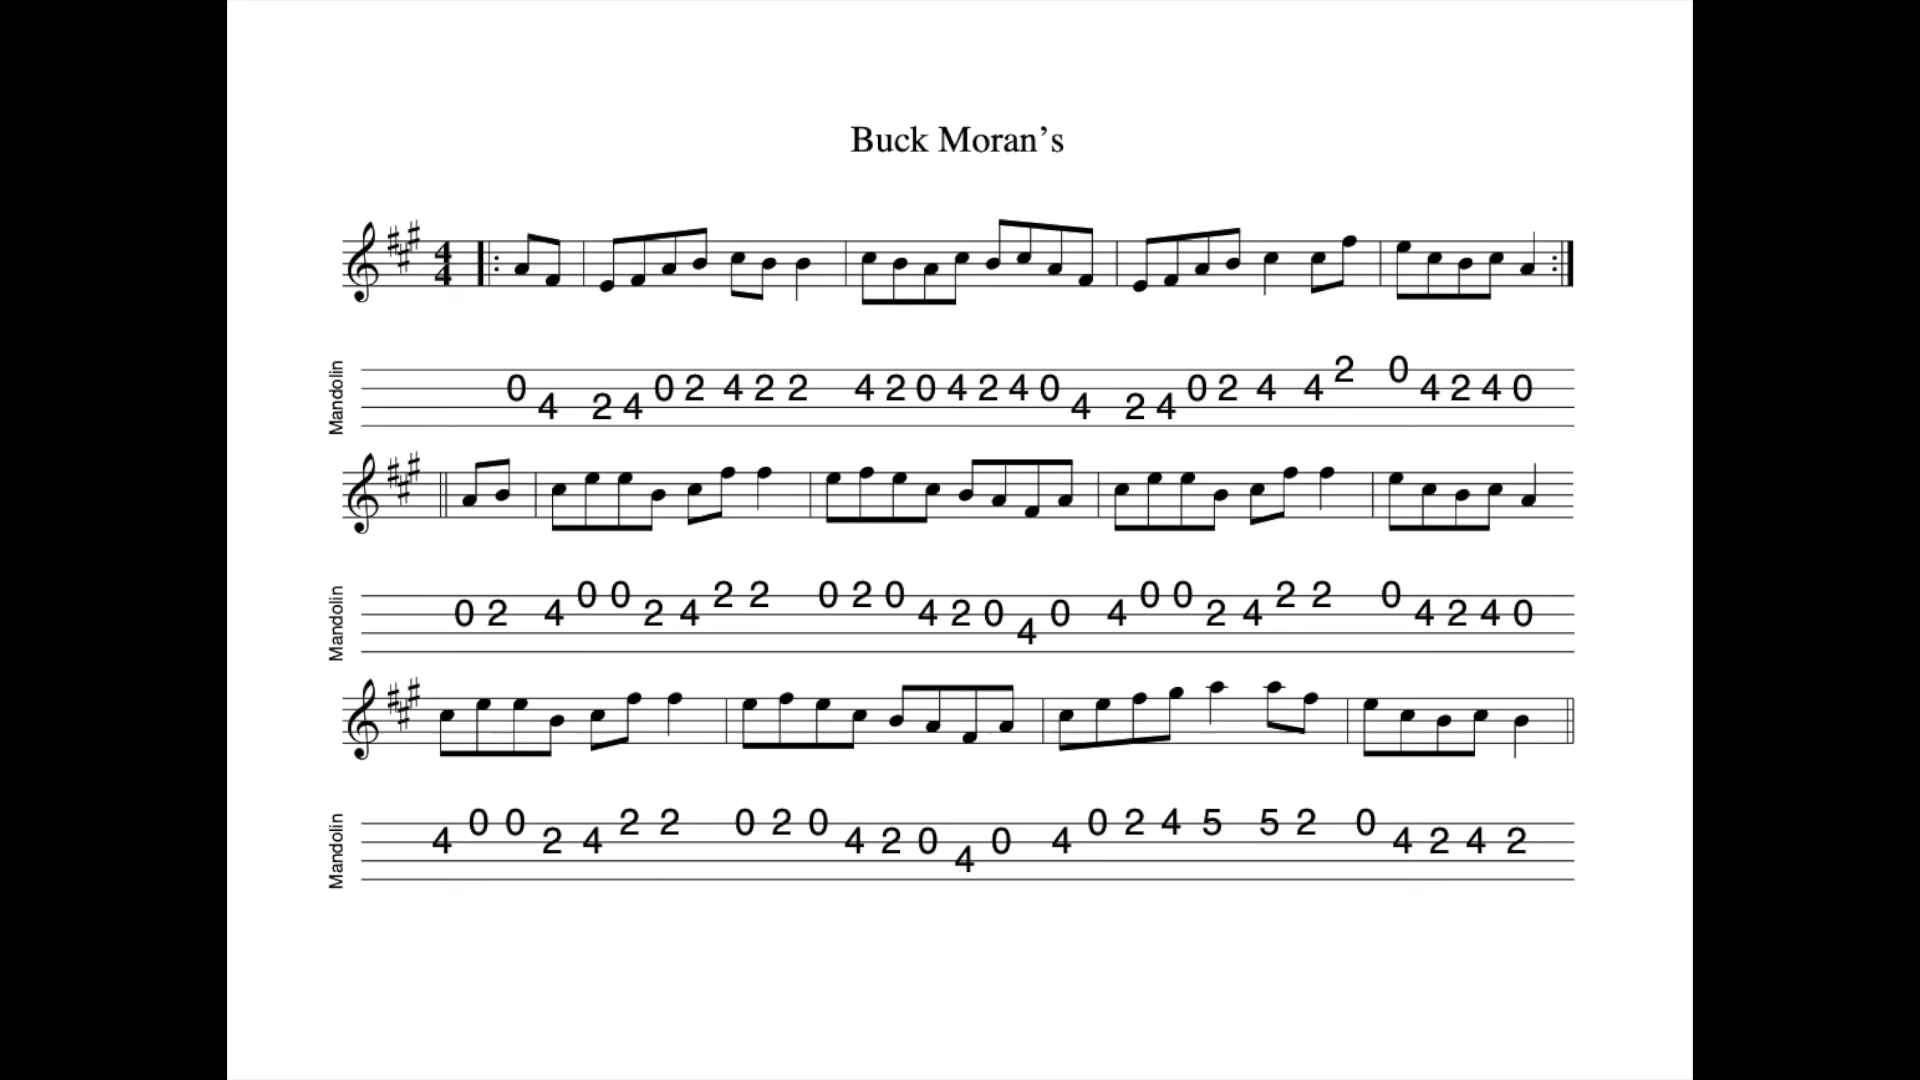 Buck Moran’s
4
4
Mandolin
0 4 2 4 0 2 4 2 2 4 2 0 4 2 4 0 4 2 4 0 2 4 4 2 0 4 2 4 0
Mandolin
0 2 4 0 0 2 4 2 2 0 2 0 4 2 0 4 0 4 0 0 2 4 2 2 0 4 2 4 0
Mandolin
4 0 0 2 4 2 2 0 2 0 4 2 0 4 0 4 0 2 4 5 5 2 0 4 2 4 2